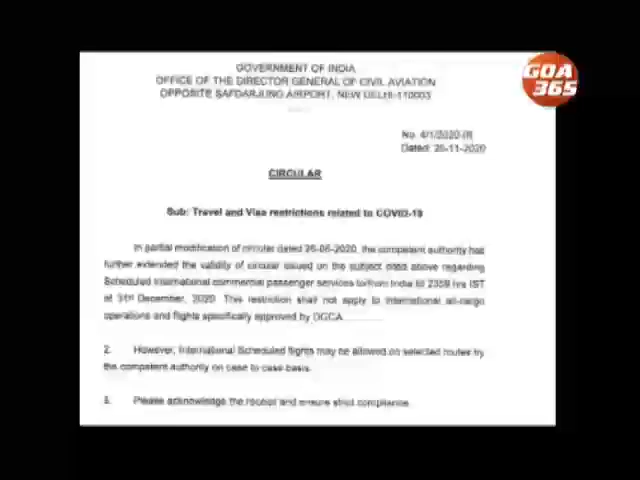 GOVERNMENT OF INDIA
OFFICE OF THE DIRECTOR GENERAL OF CIVIL AVIATION
OPPOSITE SAFDARJUNG AIRPORT, NEW DELHI-110003
GOA
365
No. 4/1/2020-IR
Dated: 26-11-2020
CIRCULAR
Sub: Travel and Visa restrictions related to COVID-19
In partial modification of circular dated 26-06-2020, the competent authority has
further extended the validity of circular issued on the subject cited above regarding
Scheduled International commercial passenger services to/from India till 2359 hrs IST
of 31st December, 2020. This restriction shall not apply to international all-cargo
operations and flights specifically approved by DGCA.
2. However, International Scheduled flights may be allowed on selected routes by
the competent authority on case to case basis.
3. Please acknowledge the receipt and ensure strict compliance.